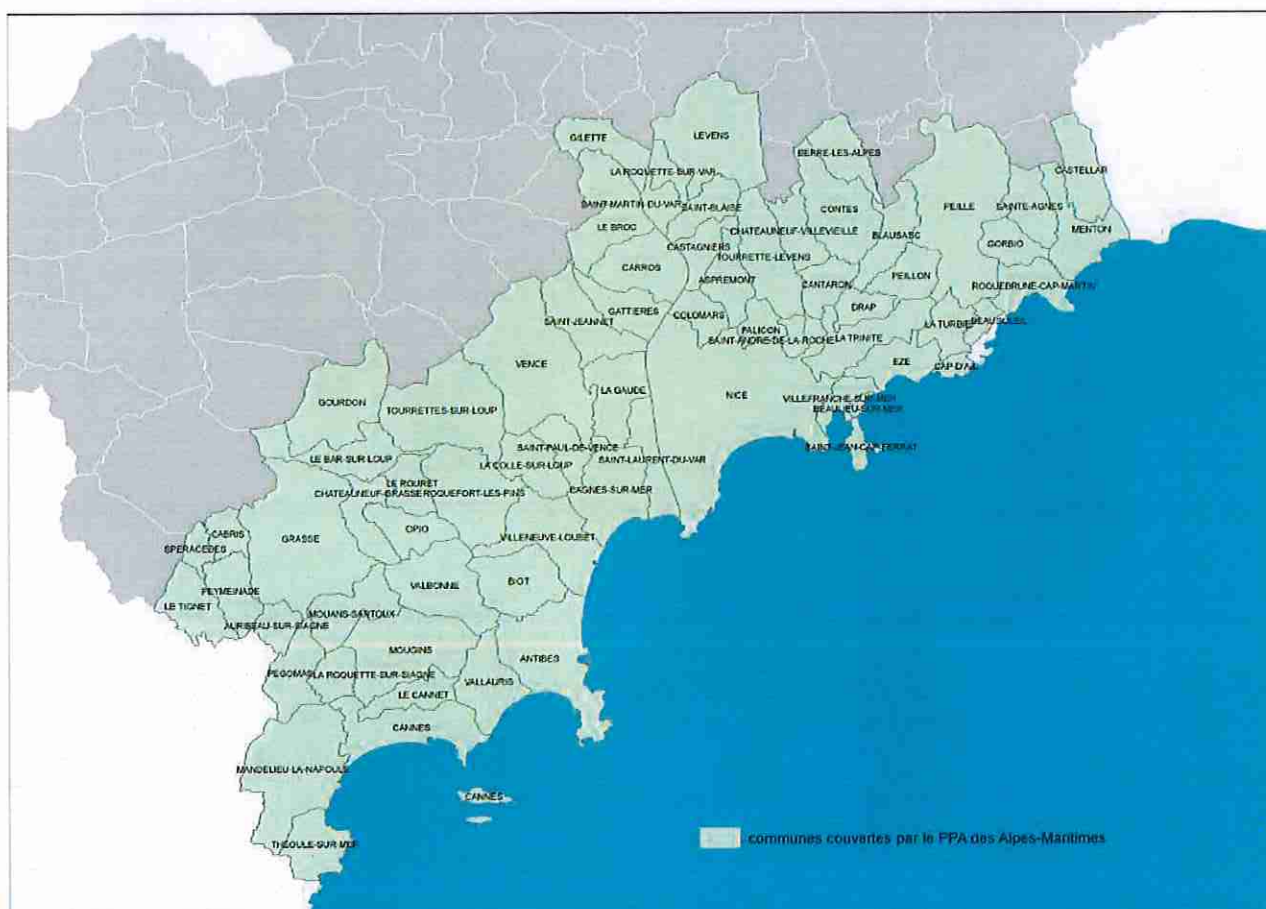 LEVENS
GILETTE
BERRE-LES-ALPES
LA ROQUETTE-SUR-VAR
CASTELLAR
SAINT-MARTIN-DU-VAR
SAINT-BLAISE
CONTES
PEILLE
SAINTE-AGNES
LE BROC
CHATEAUNEUF-VILLEVIEILLE
BLAUSASC
MENTON
CASTAGNIERS
GORBIO
TOURRETTE-LEVENS
CARROS
ASPREMONT
CANTARON
PEILLON
ROQUEBRUNE-CAP-MARTIN
GATTIERES
COLOMARS
DRAP
SAINT-JEANNET
FALICON
LA TURBIE
BEAUSOLEIL
SAINT-ANDRE-DE-LA-ROCHE
LA TRINITE
VENCE
EZE
CAP-D'AIL
LA GAUDE
NICE
VILLEFRANCHE-SUR-MER
GOURDON
TOURRETTES-SUR-LOUP
BEAULIEU-SUR-MER
SAINT-PAUL-DE-VENCE
SAINT-JEAN-CAP-FERRAT
LE BAR-SUR-LOUP
LA COLLE-SUR-LOUP
SAINT-LAURENT-DU-VAR
LE ROURET
CHATEAUNEUF-GRASSE
ROQUEFORT-LES-PINS
CAGNES-SUR-MER
OPIO
CABRIS
GRASSE
VILLENEUVE-LOUBET
SPERACEDES
VALBONNE
BIOT
PEYMEINADE
LE TIGNET
MOUANS-SARTOUX
AURIBEAU-SUR-SIAGNE
MOUGINS
ANTIBES
PEGOMAS
LA ROQUETTE-SUR-SIAGNE
VALLAURIS
LE CANNET
CANNES
MANDELIEU-LA-NAPOULE
CANNES
THEOULE-SUR-MER
communes couvertes par le PPA des Alpes-Maritimes